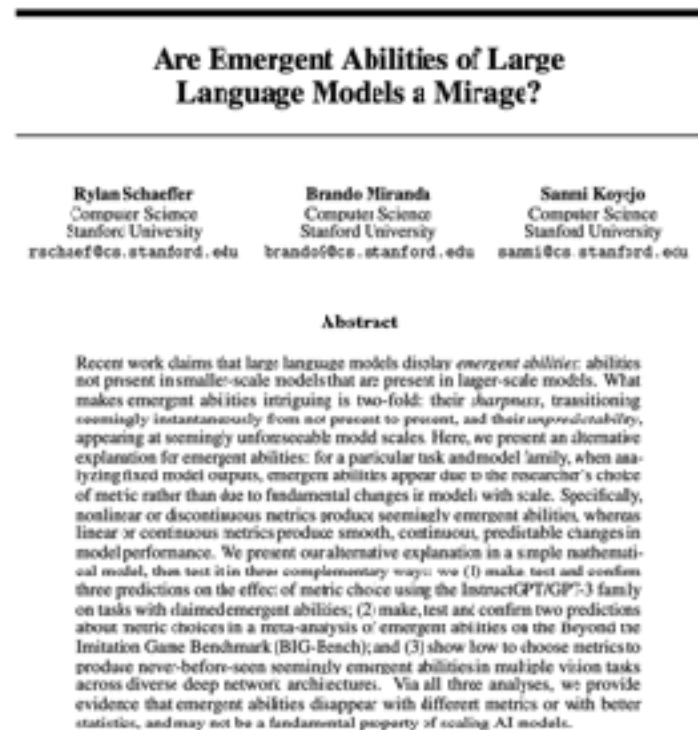 Are Emergent Abilities of Large
Language Models a Mirage?
Rylan Schaeffer
Computer Science
Stanford University
rschaef@cs.stanford.edu
Brando Miranda
Computer Science
Stanford University
brando9@cs.stanford.edu
Sanmi Koyejo
Computer Science
Stanford University
sanmi@cs.stanford.edu
Abstract
Recent work claims that large language models display emergent abilities: abilities
not present in smaller-scale models that are present in larger-scale models. What
makes emergent abilities intriguing is two-fold: their sharpness, transitioning
seemingly instantaneously from not present to present, and their unpredictability,
appearing at seemingly unforeseeable model scales. Here, we present an alternative
explanation for emergent abilities: for a particular task and model family, when ana-
lyzing fixed model outputs, emergent abilities appear due to the researcher's choice
of metric rather than due to fundamental changes in models with scale. Specifically,
nonlinear or discontinuous metrics produce seemingly emergent abilities, whereas
linear or continuous metrics produce smooth, continuous, predictable changes in
model performance. We present our alternative explanation in a simple mathemati-
cal model, then test it in three complementary ways: we (1) make, test and confirm
three predictions on the effect of metric choice using the InstructGPT/GPT-3 family
on tasks with claimed emergent abilities; (2) make, test and confirm two predictions
about metric choices in a meta-analysis of emergent abilities on the Beyond the
Imitation Game Benchmark (BIG-Bench); and (3) show how to choose metrics to
produce never-before-seen seemingly emergent abilities in multiple vision tasks
across diverse deep network architectures. Via all three analyses, we provide
evidence that emergent abilities disappear with different metrics or with better
statistics, and may not be a fundamental property of scaling AI models.